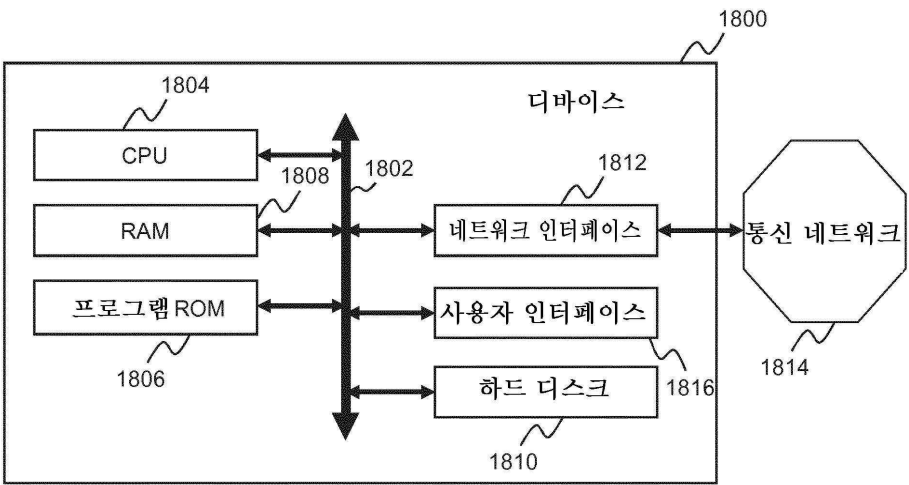 1800
디바이스
1804
CPU
1802
1808
RAM
프로그램 ROM
1806
1812
네트워크 인터페이스
사용자 인터페이스
1816
하드 디스크
1810
통신 네트워크
1814